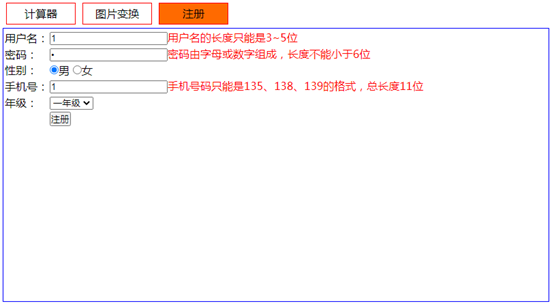 计算器 图片变换 注册
用户名： 1 用户名的长度只能是3~5位
密码： • 密码由字母或数字组成，长度不能小于6位
性别： 男 女
手机号： 1 手机号码只能是135、138、139的格式，总长度11位
年级： 一年级
注册